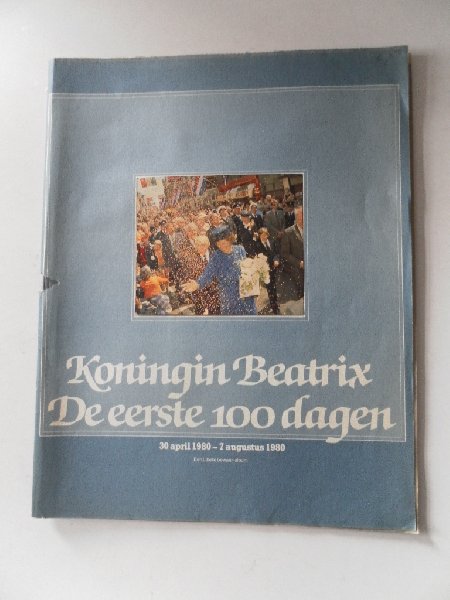 Koningin Beatrix
De eerste 100 dagen
30 april 1980 – 7 augustus 1980